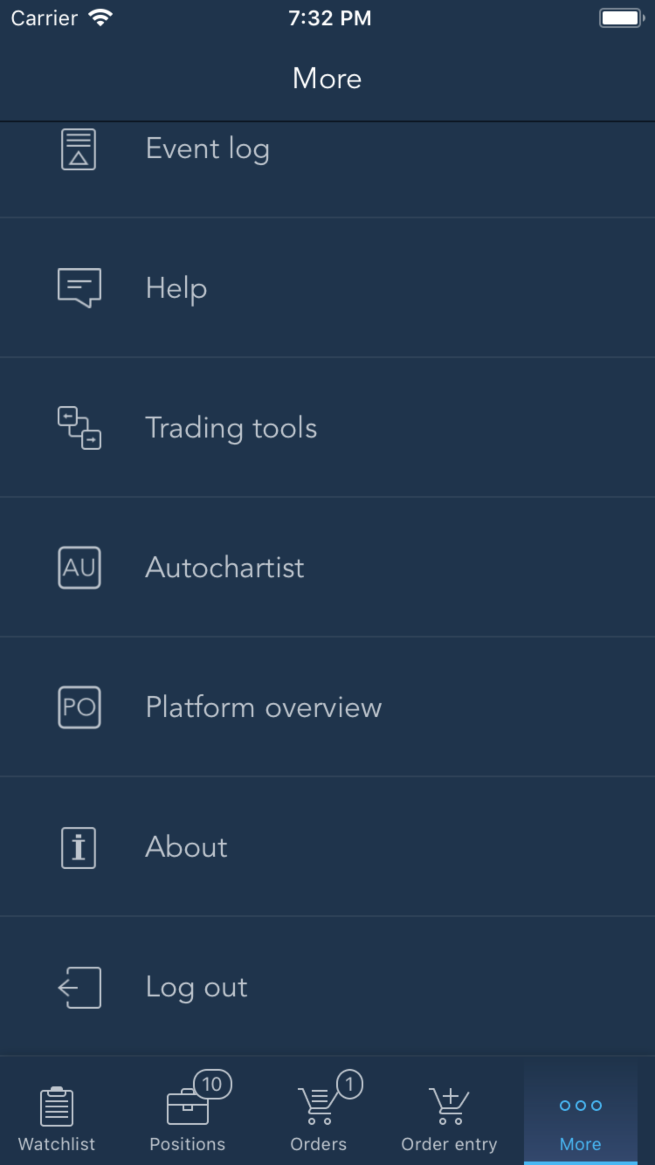 Carrier 7:32 PM
More
Event log
Help
Trading tools
AU Autochartist
PO Platform overview
i About
Log out
10 1
Watchlist Positions Orders Order entry More